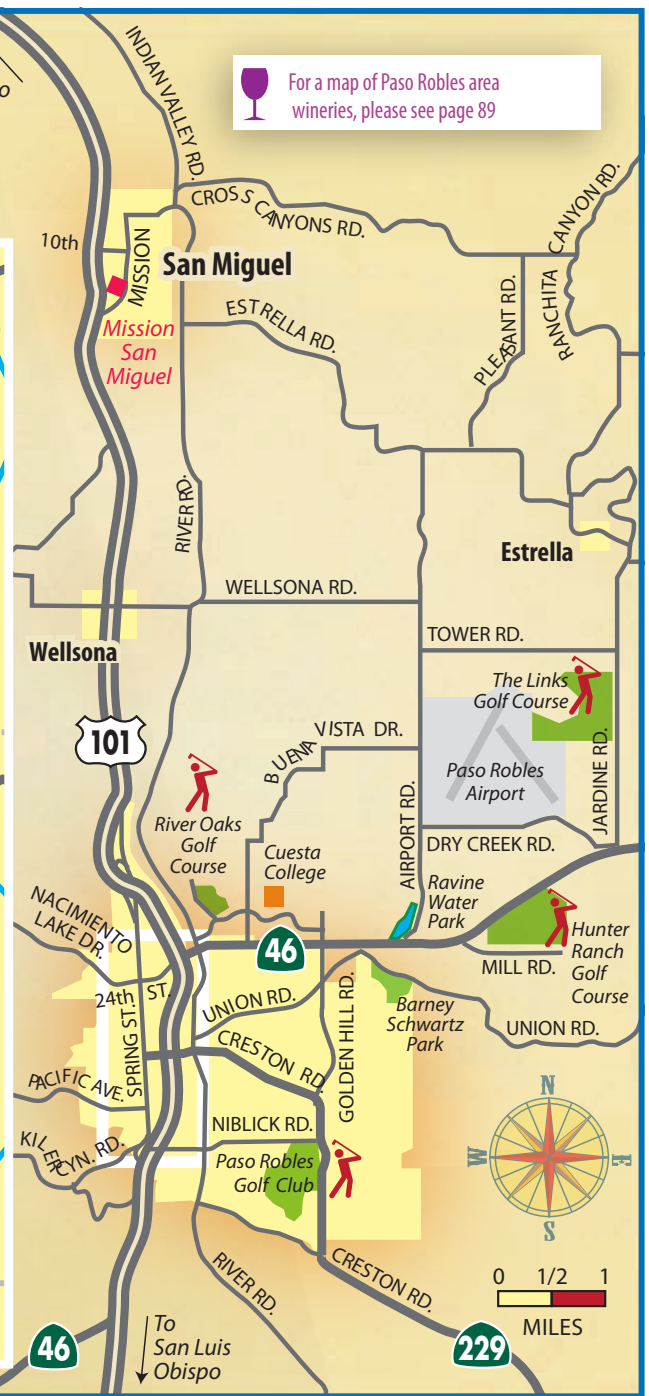 o
INDIAN VALLEY RD.
For a map of Paso Robles area
wineries, please see page 89
CROSS CANYONS RD.
RANCHITA CANYON RD.
10th
MISSION
San Miguel
Mission
San
Miguel
ESTRELLA RD.
PLEASANT RD.
RIVER RD.
Estrella
WELLSONA RD.
Wellsona
TOWER RD.
The Links
Golf Course
101
BUENA VISTA DR.
Paso Robles
Airport
JARDINE RD.
AIRPORT RD.
River Oaks
Golf
Course
Cuesta
College
DRY CREEK RD.
Ravine
Water
Park
NACIMIENTO
LAKE DR.
46
Hunter
Ranch
Golf
Course
MILL RD.
24th ST.
SPRING ST.
UNION RD.
GOLDEN HILL RD.
Barney
Schwartz
Park
UNION RD.
CRESTON RD.
PACIFIC AVE.
NIBLICK RD.
KILER CYN. RD.
Paso Robles
Golf Club
N
W
E
S
RIVER RD.
CRESTON RD.
0 1/2 1
MILES
46
To
San Luis
Obispo
229